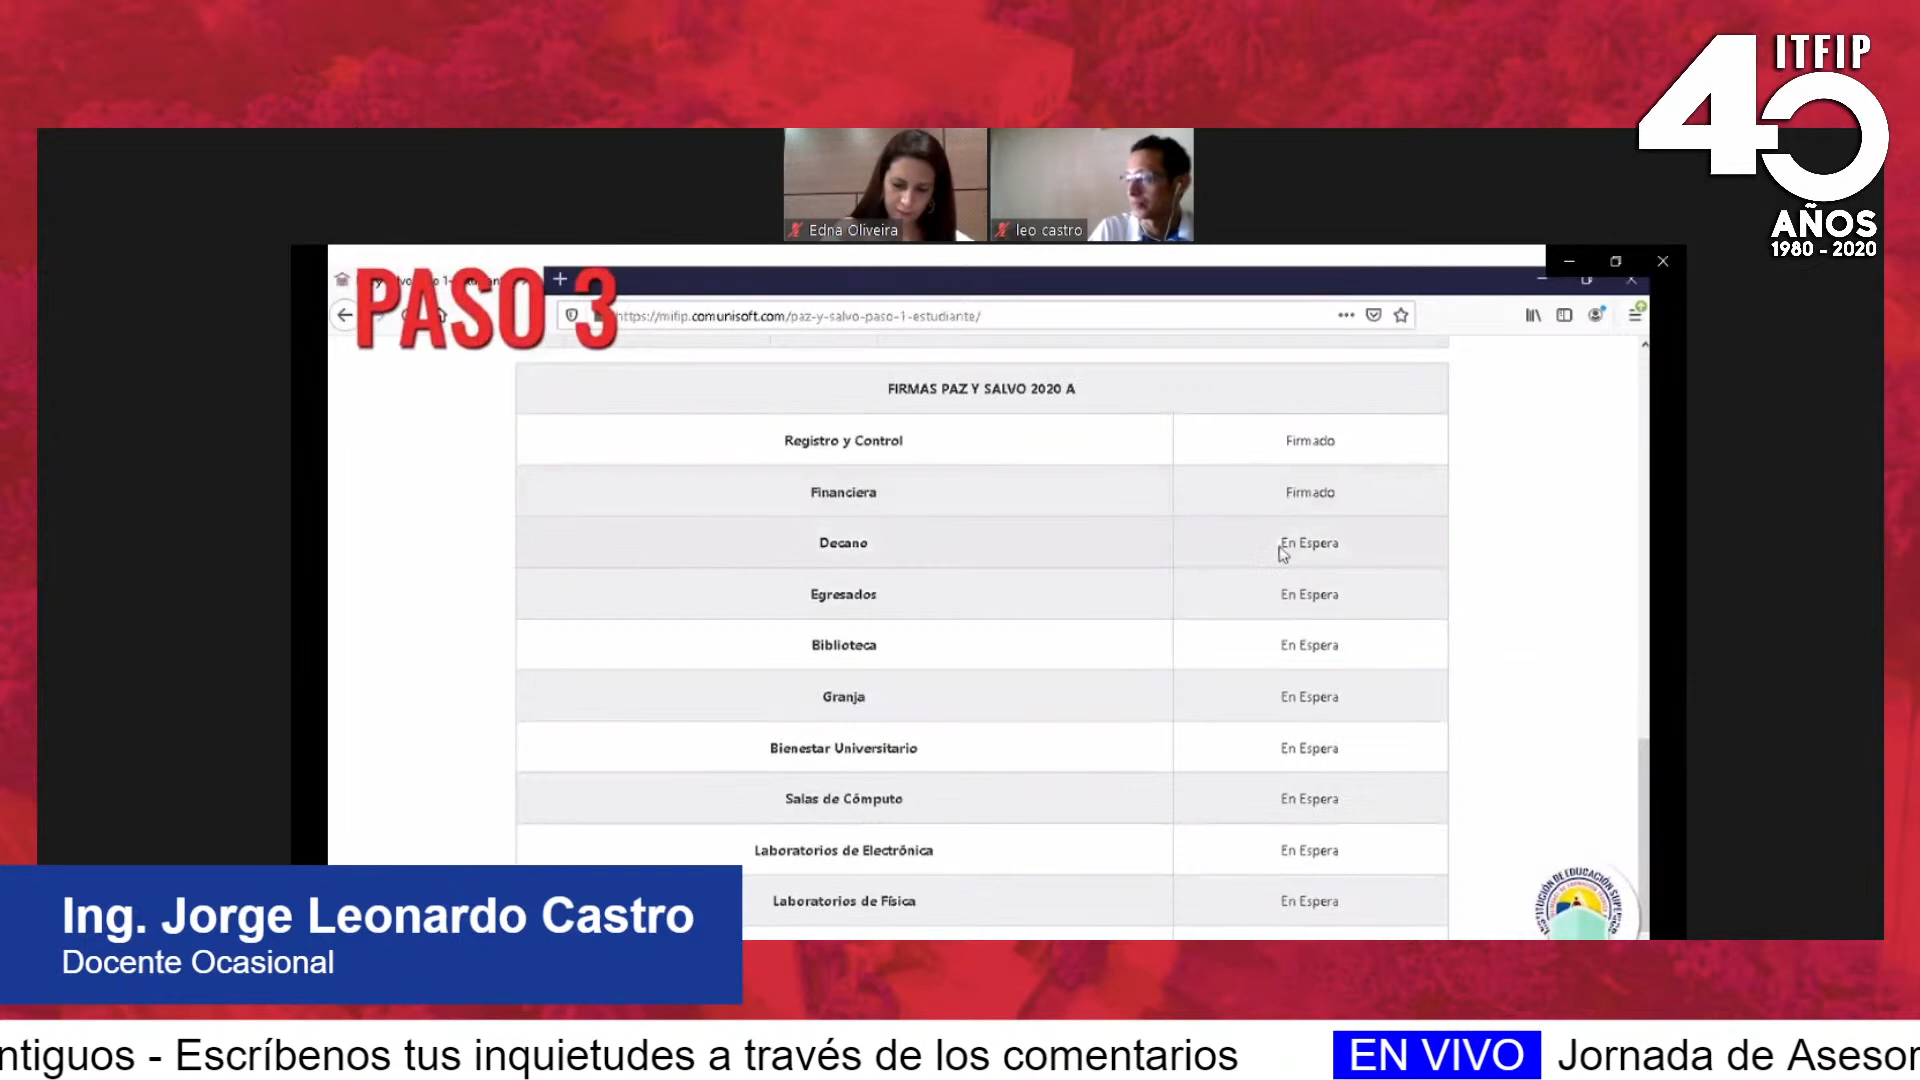 ITFIP
40
AÑOS
1980 - 2020
Edna Oliveira
leo castro
PASO 3
https://mifip.comunisoft.com/paz-y-salvo-paso-1-estudiante/
FIRMAS PAZ Y SALVO 2020 A
Registro y Control Firmado
Financiera Firmado
Decano En Espera
Egresados En Espera
Biblioteca En Espera
Granja En Espera
Bienestar Universitario En Espera
Salas de Cómputo En Espera
Laboratorios de Electrónica En Espera
Laboratorios de Física En Espera
Ing. Jorge Leonardo Castro
Docente Ocasional
ntiguos - Escríbenos tus inquietudes a través de los comentarios EN VIVO Jornada de Asesor